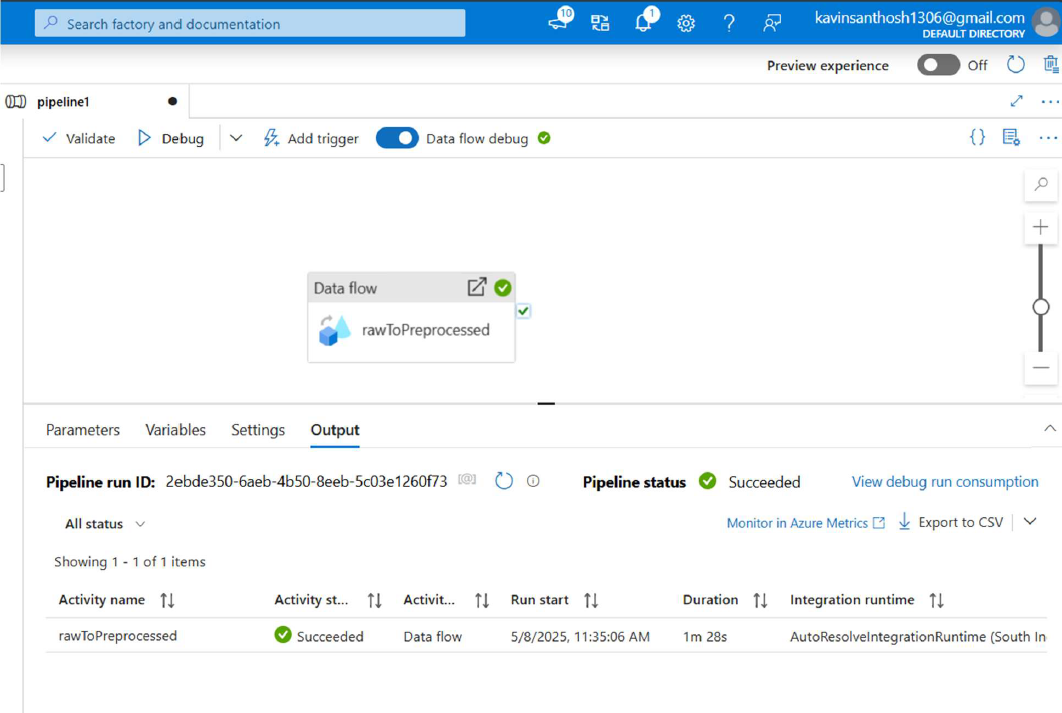 Search factory and documentation
10
1
?
kavinsanthosh1306@gmail.com
DEFAULT DIRECTORY
Preview experience Off
pipeline1
Validate Debug Add trigger Data flow debug {} ...
Data flow
rawToPreprocessed
Parameters Variables Settings Output
Pipeline run ID: 2ebde350-6aeb-4b50-8eeb-5c03e1260f73 Pipeline status Succeeded View debug run consumption
All status Monitor in Azure Metrics Export to CSV
Showing 1 - 1 of 1 items
Activity name Activity st... Activit... Run start Duration Integration runtime
rawToPreprocessed Succeeded Data flow 5/8/2025, 11:35:06 AM 1m 28s AutoResolveIntegrationRuntime (South In